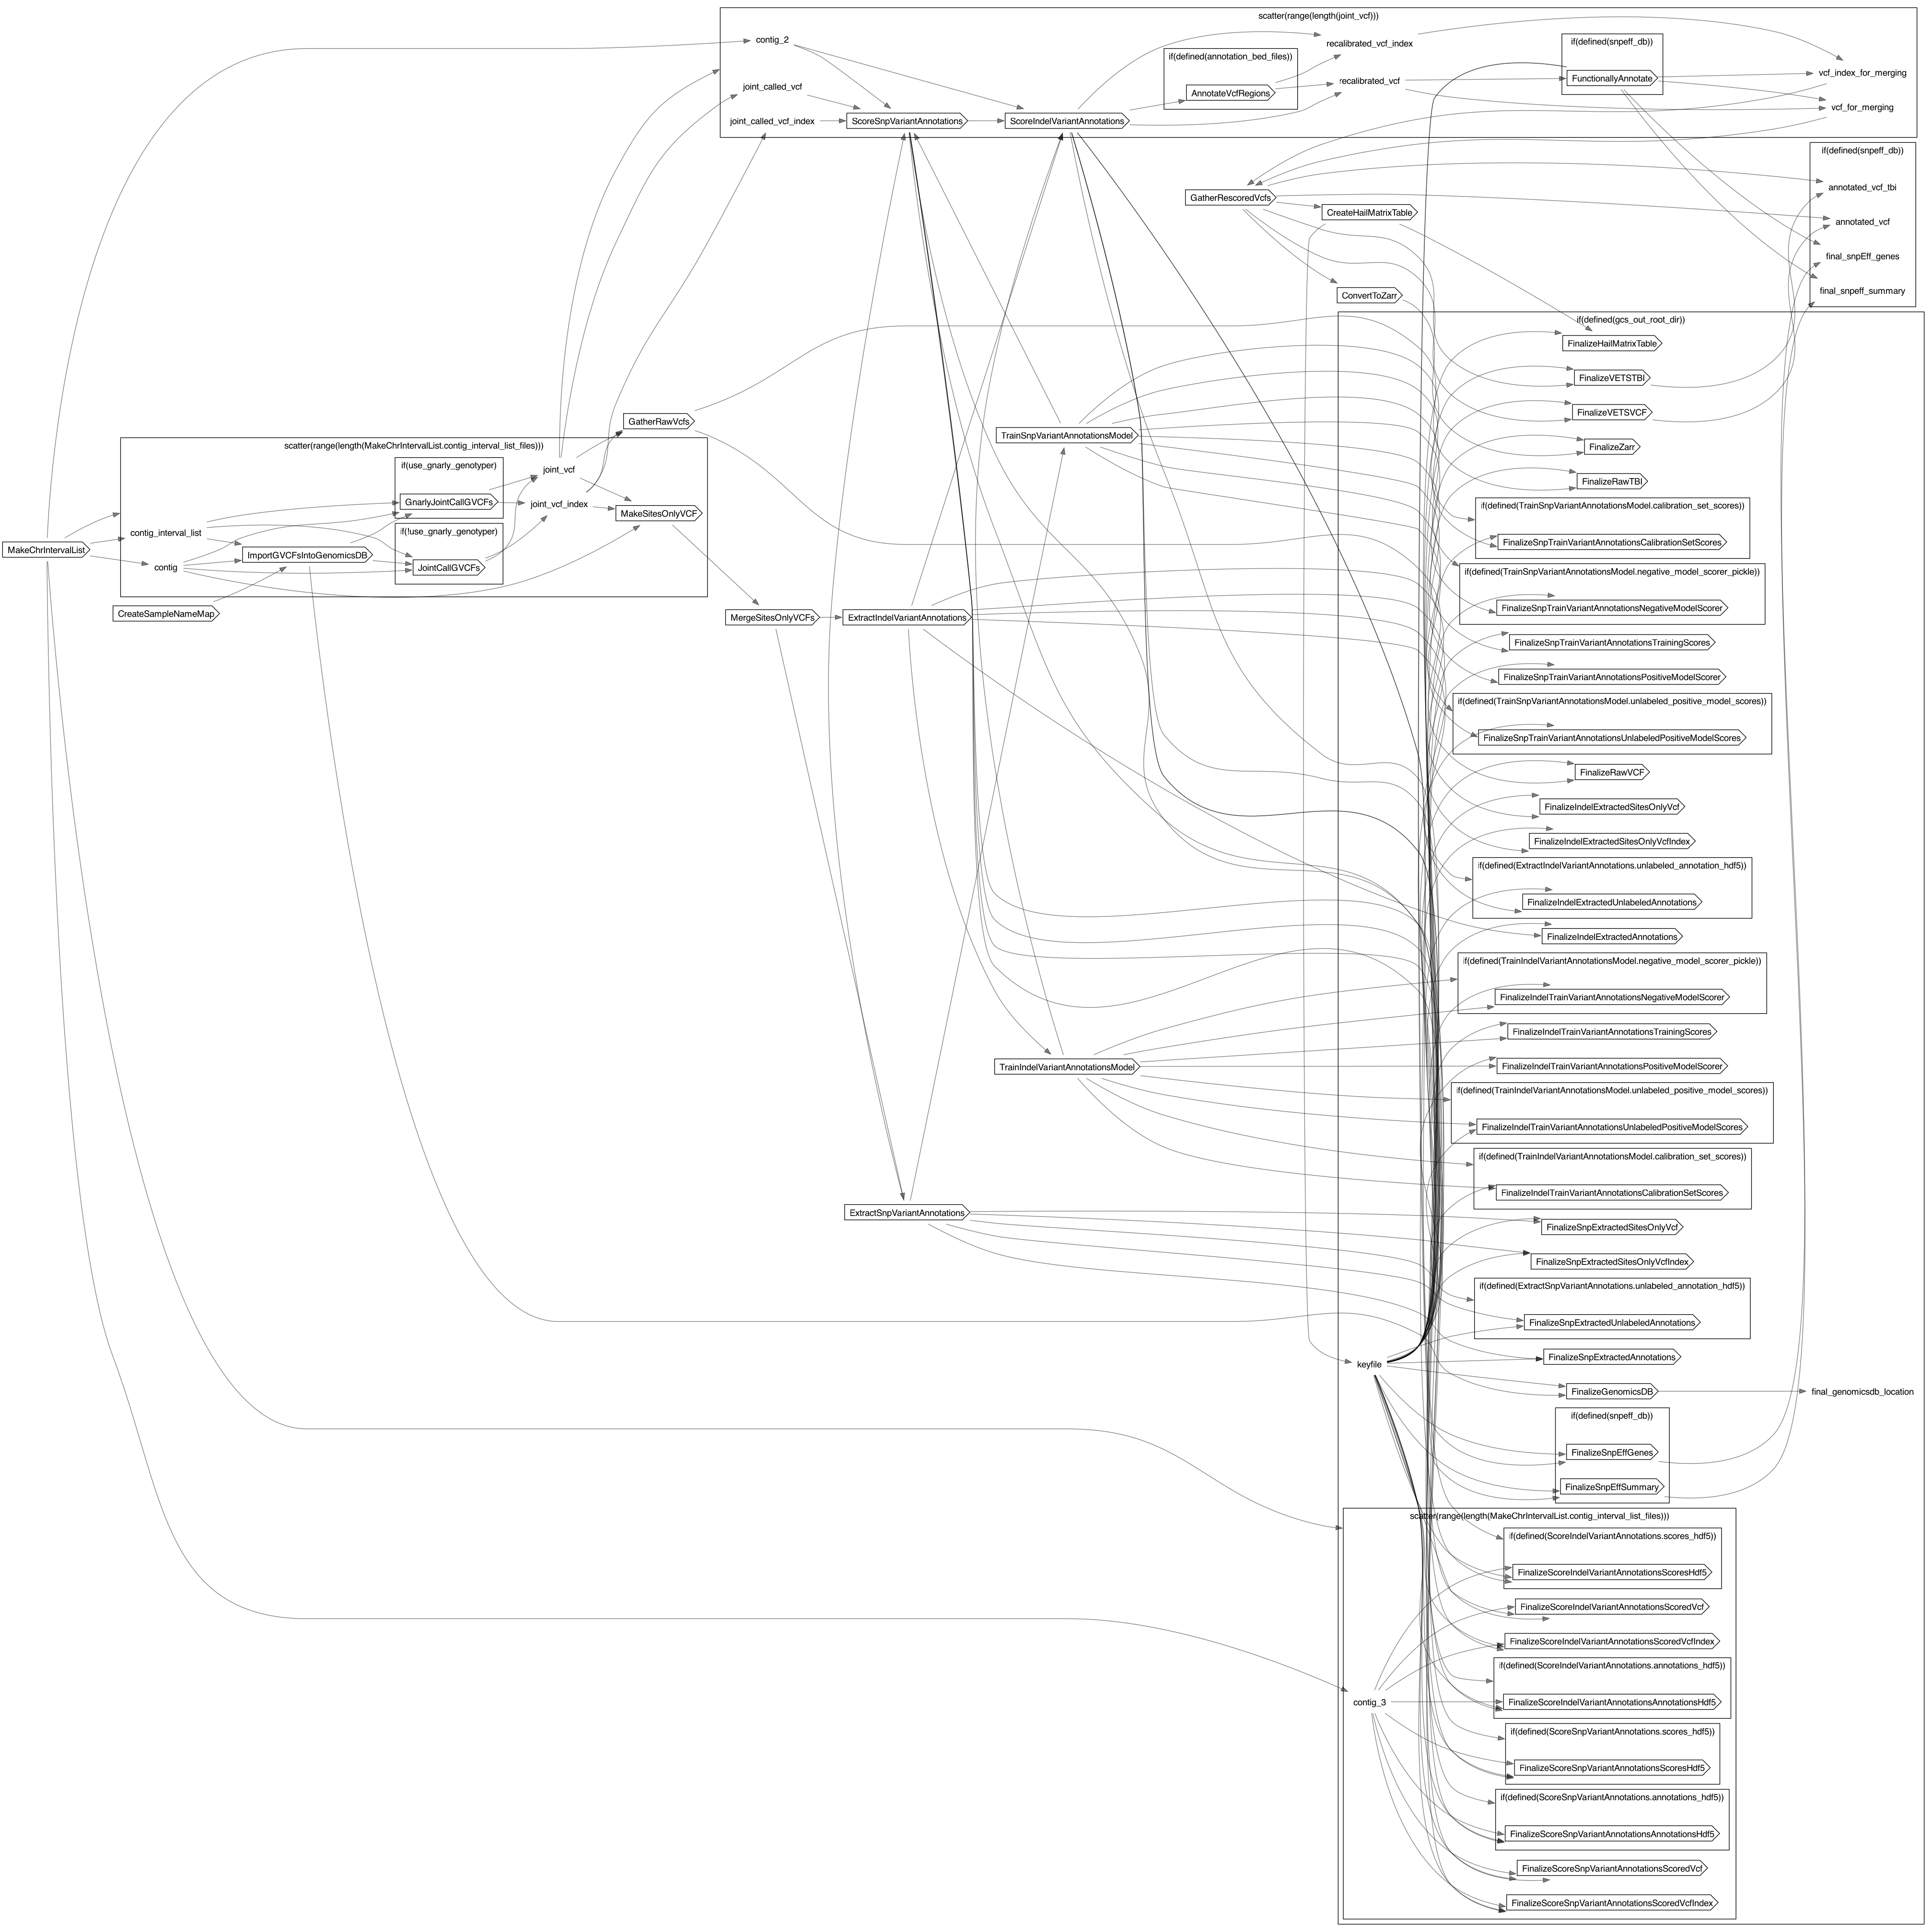 scatter(range(length(joint_vcf)))
contig_2
recalibrated_vcf_index
if(defined(snpeff_db))
if(defined(annotation_bed_files))
vcf_index_for_merging
FunctionallyAnnotate
recalibrated_vcf
joint_called_vcf
AnnotateVcfRegions
vcf_for_merging
joint_called_vcf_index
ScoreSnpVariantAnnotations
ScoreIndelVariantAnnotations
if(defined(snpeff_db))
annotated_vcf_tbi
GatherRescoredVcfs
CreateHailMatrixTable
annotated_vcf
final_snpEff_genes
final_snpeff_summary
ConvertToZarr
if(defined(gcs_out_root_dir))
FinalizeHailMatrixTable
FinalizeVETSTBI
FinalizeVETSVCF
GatherRawVcfs
TrainSnpVariantAnnotationsModel
scatter(range(length(MakeChrIntervalList.contig_interval_list_files)))
FinalizeZarr
if(use_gnarly_genotyper)
joint_vcf
FinalizeRawTBI
GnarlyJointCallGVCFs
joint_vcf_index
MakeSitesOnlyVCF
if(defined(TrainSnpVariantAnnotationsModel.calibration_set_scores))
contig_interval_list
if(!use_gnarly_genotyper)
FinalizeSnpTrainVariantAnnotationsCalibrationSetScores
MakeChrIntervalList
ImportGVCFsIntoGenomicsDB
contig
JointCallGVCFs
if(defined(TrainSnpVariantAnnotationsModel.negative_model_scorer_pickle))
FinalizeSnpTrainVariantAnnotationsNegativeModelScorer
CreateSampleNameMap
MergeSitesOnlyVCFs
ExtractIndelVariantAnnotations
FinalizeSnpTrainVariantAnnotationsTrainingScores
FinalizeSnpTrainVariantAnnotationsPositiveModelScorer
if(defined(TrainSnpVariantAnnotationsModel.unlabeled_positive_model_scores))
FinalizeSnpTrainVariantAnnotationsUnlabeledPositiveModelScores
FinalizeRawVCF
FinalizeIndelExtractedSitesOnlyVcf
FinalizeIndelExtractedSitesOnlyVcfIndex
if(defined(ExtractIndelVariantAnnotations.unlabeled_annotation_hdf5))
FinalizeIndelExtractedUnlabeledAnnotations
FinalizeIndelExtractedAnnotations
if(defined(TrainIndelVariantAnnotationsModel.negative_model_scorer_pickle))
FinalizeIndelTrainVariantAnnotationsNegativeModelScorer
FinalizeIndelTrainVariantAnnotationsTrainingScores
TrainIndelVariantAnnotationsModel
FinalizeIndelTrainVariantAnnotationsPositiveModelScorer
if(defined(TrainIndelVariantAnnotationsModel.unlabeled_positive_model_scores))
FinalizeIndelTrainVariantAnnotationsUnlabeledPositiveModelScores
if(defined(TrainIndelVariantAnnotationsModel.calibration_set_scores))
FinalizeIndelTrainVariantAnnotationsCalibrationSetScores
ExtractSnpVariantAnnotations
FinalizeSnpExtractedSitesOnlyVcf
FinalizeSnpExtractedSitesOnlyVcfIndex
if(defined(ExtractSnpVariantAnnotations.unlabeled_annotation_hdf5))
FinalizeSnpExtractedUnlabeledAnnotations
FinalizeSnpExtractedAnnotations
keyfile
FinalizeGenomicsDB
final_genomicsdb_location
if(defined(snpeff_db))
FinalizeSnpEffGenes
FinalizeSnpEffSummary
scatter(range(length(MakeChrIntervalList.contig_interval_list_files)))
if(defined(ScoreIndelVariantAnnotations.scores_hdf5))
FinalizeScoreIndelVariantAnnotationsScoresHdf5
FinalizeScoreIndelVariantAnnotationsScoredVcf
FinalizeScoreIndelVariantAnnotationsScoredVcfIndex
if(defined(ScoreIndelVariantAnnotations.annotations_hdf5))
contig_3
FinalizeScoreIndelVariantAnnotationsAnnotationsHdf5
if(defined(ScoreSnpVariantAnnotations.scores_hdf5))
FinalizeScoreSnpVariantAnnotationsScoresHdf5
if(defined(ScoreSnpVariantAnnotations.annotations_hdf5))
FinalizeScoreSnpVariantAnnotationsAnnotationsHdf5
FinalizeScoreSnpVariantAnnotationsScoredVcf
FinalizeScoreSnpVariantAnnotationsScoredVcfIndex